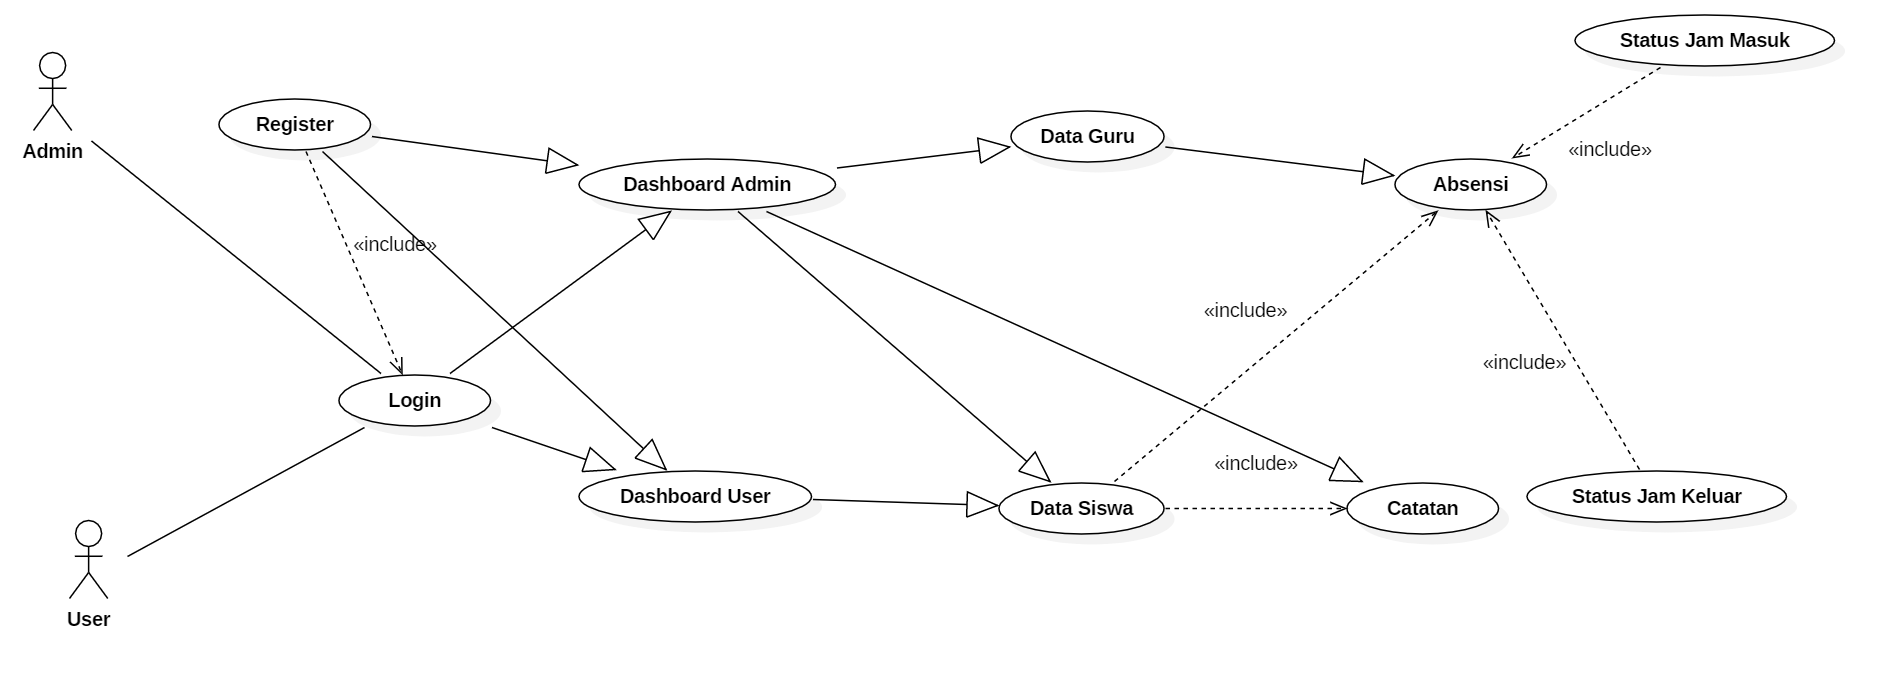 Status Jam Masuk
Register
Data Guru
Admin
«include»
Dashboard Admin
Absensi
«include»
«include»
«include»
Login
«include»
Dashboard User
Data Siswa
Catatan
Status Jam Keluar
User